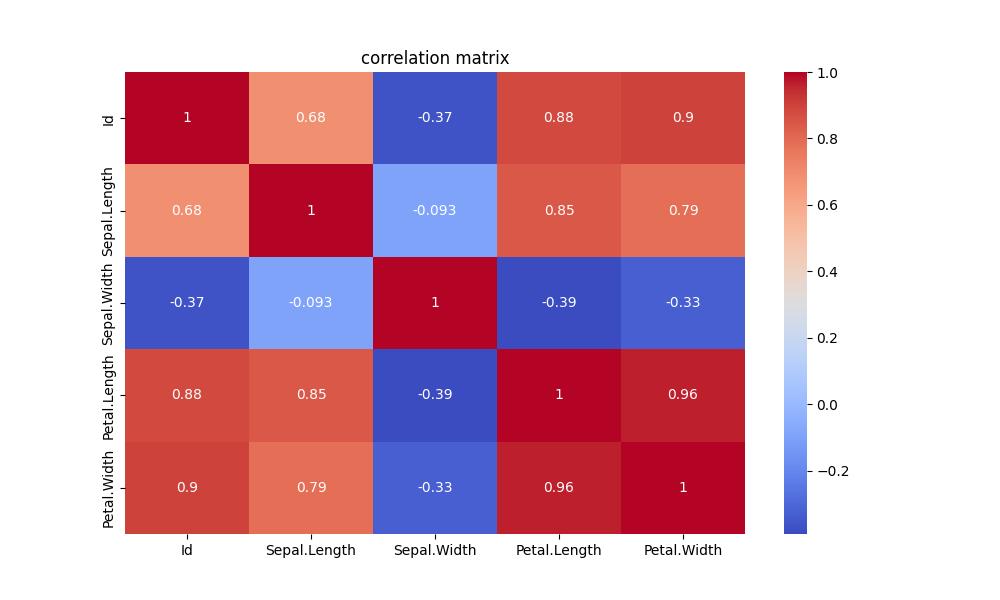 correlation matrix
Id 1 0.68 -0.37 0.88 0.9
Sepal.Length 0.68 1 -0.093 0.85 0.79
Sepal.Width -0.37 -0.093 1 -0.39 -0.33
Petal.Length 0.88 0.85 -0.39 1 0.96
Petal.Width 0.9 0.79 -0.33 0.96 1
Id Sepal.Length Sepal.Width Petal.Length Petal.Width
1.0
0.8
0.6
0.4
0.2
0.0
−0.2